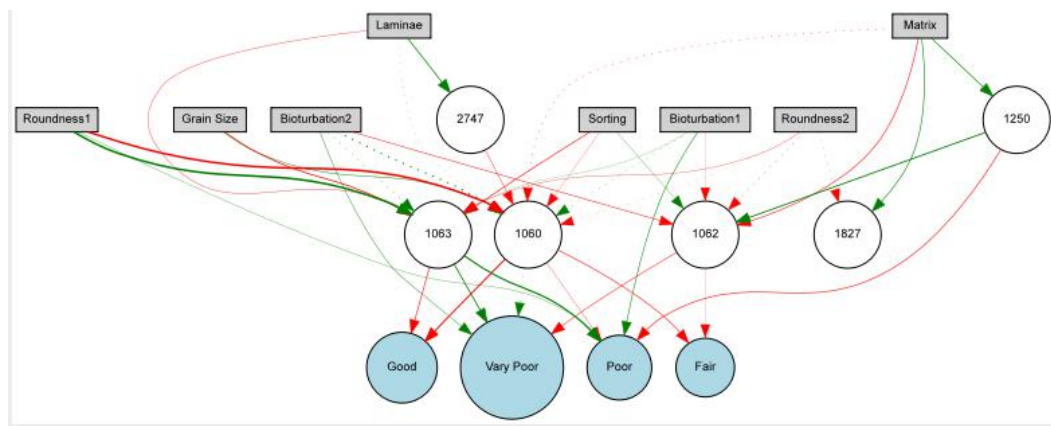 Laminae
Matrix
Roundness1
Grain Size
Bioturbation2
2747
Sorting
Bioturbation1
Roundness2
1250
1063
1060
1062
1827
Good
Vary Poor
Poor
Fair